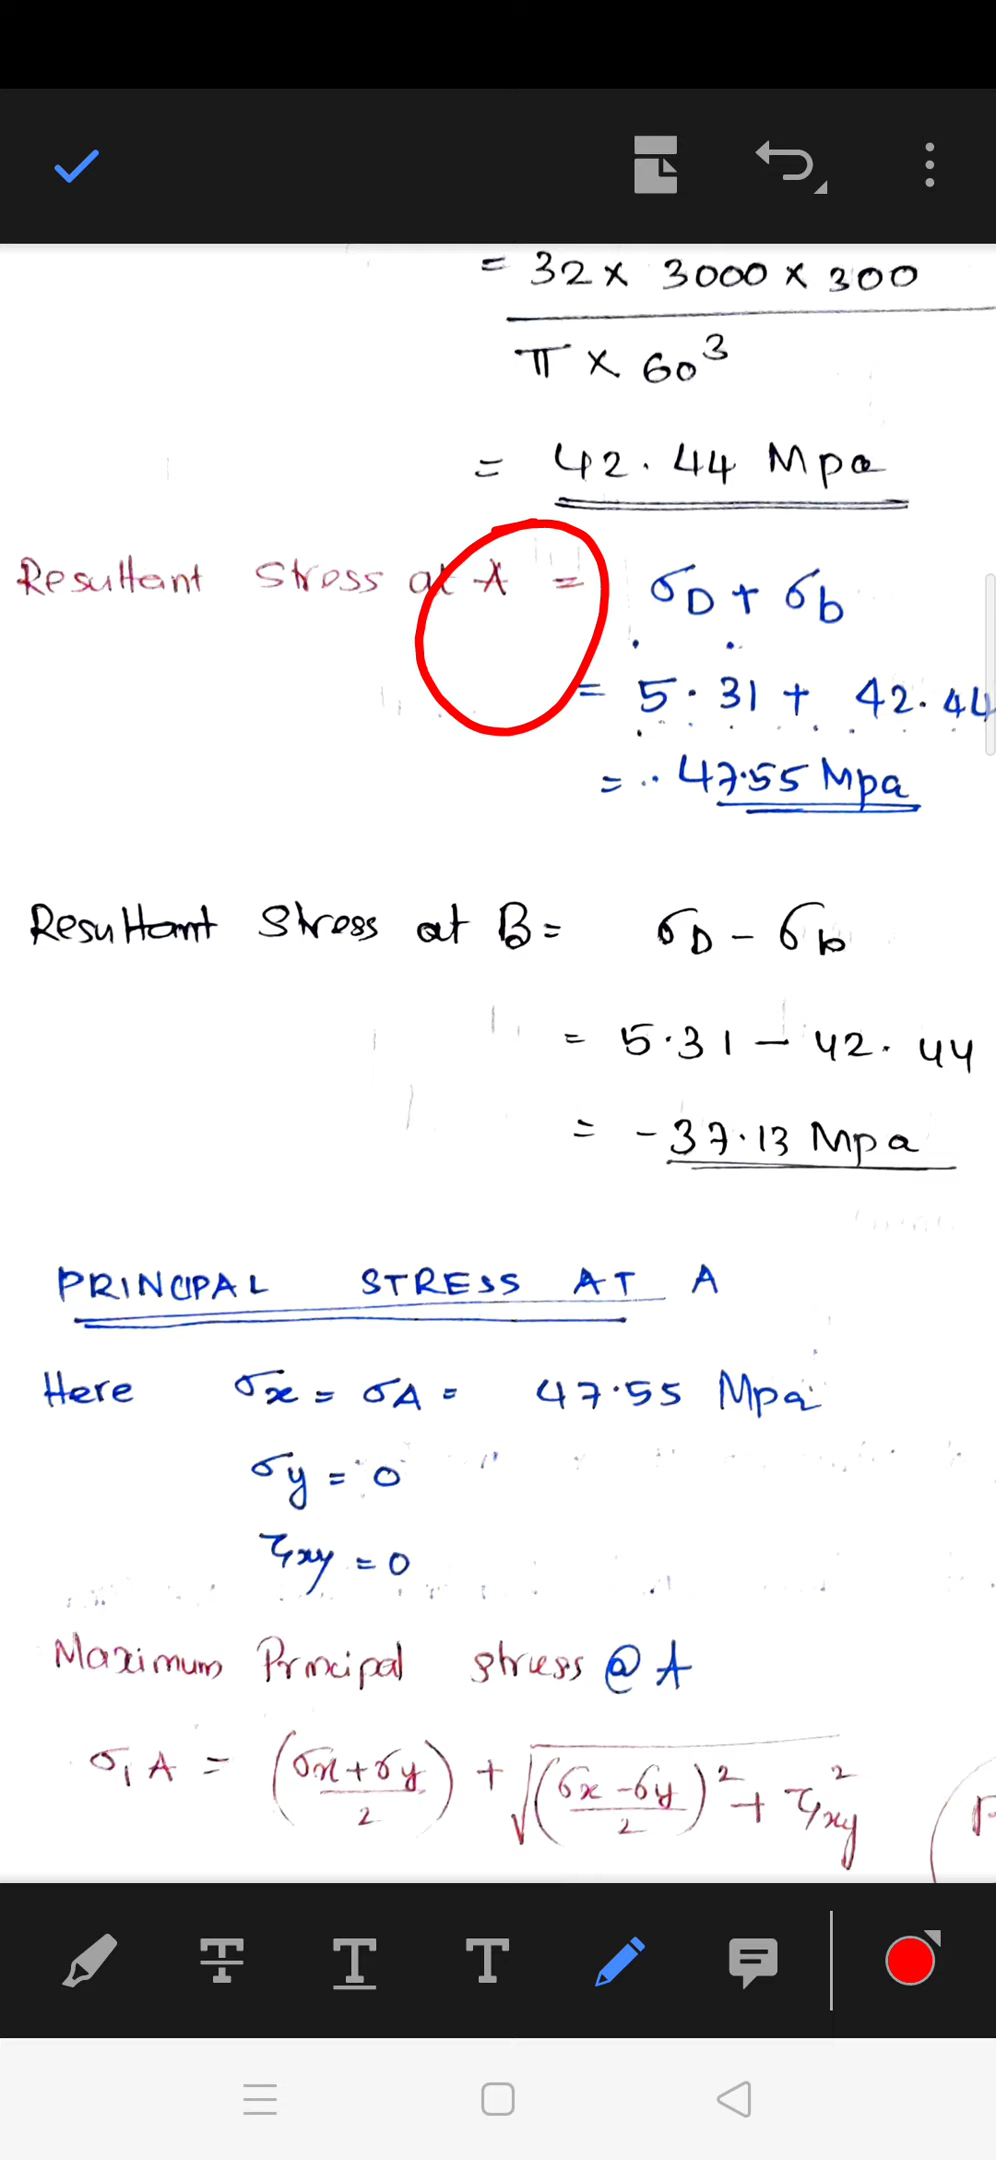 = 32 × 3000 × 300
π × 60³
= 42.44 Mpa
Resultant Stress at A = σD + σb
= 5.31 + 42.44
= 47.55 Mpa
Resultant Stress at B = σD - σb
= 5.31 - 42.44
= -37.13 Mpa
PRINCIPAL STRESS AT A
Here σx = σA = 47.55 Mpa
σy = 0
τxy = 0
Maximum Principal stress @ A
σ1A = (σx+σy/2) + √(σx-σy/2)² + τxy²
T T T